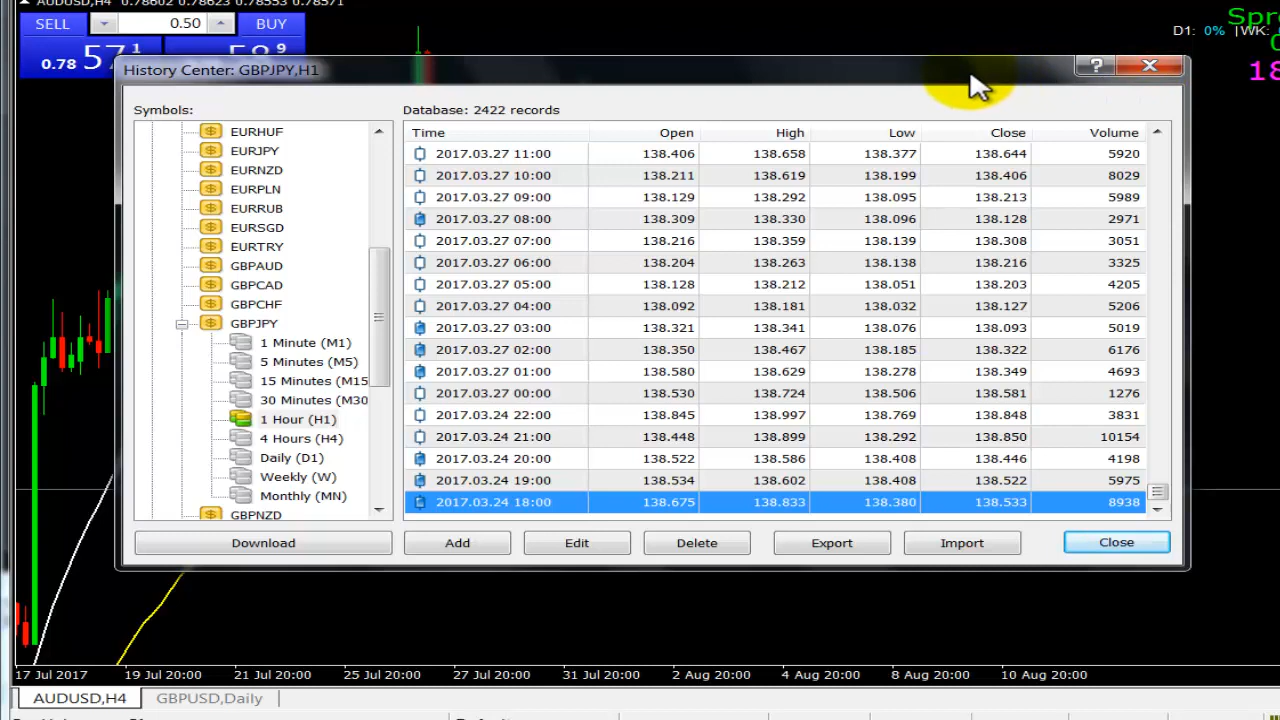 AUDUSD,H4 0.78602 0.78623 0.78553 0.78571
SELL 0.50 BUY
0.78 57 1 58 9
Spr
D1: 0% |WK:
18
History Center: GBPJPY,H1
?
Symbols:
Database: 2422 records
EURHUF
EURJPY
EURNZD
EURPLN
EURRUB
EURSGD
EURTRY
GBPAUD
GBPCAD
GBPCHF
GBPJPY
1 Minute (M1)
5 Minutes (M5)
15 Minutes (M15
30 Minutes (M30
1 Hour (H1)
4 Hours (H4)
Daily (D1)
Weekly (W)
Monthly (MN)
GBPNZD
Time Open High Low Close Volume
2017.03.27 11:00 138.406 138.658 138.377 138.644 5920
2017.03.27 10:00 138.211 138.619 138.199 138.406 8029
2017.03.27 09:00 138.129 138.292 138.095 138.213 5989
2017.03.27 08:00 138.309 138.330 138.096 138.128 2971
2017.03.27 07:00 138.216 138.359 138.139 138.308 3051
2017.03.27 06:00 138.204 138.263 138.138 138.216 3325
2017.03.27 05:00 138.128 138.212 138.051 138.203 4205
2017.03.27 04:00 138.092 138.181 138.032 138.127 5206
2017.03.27 03:00 138.321 138.341 138.076 138.093 5019
2017.03.27 02:00 138.350 138.467 138.185 138.322 6176
2017.03.27 01:00 138.580 138.629 138.278 138.349 4693
2017.03.27 00:00 138.530 138.724 138.506 138.581 1276
2017.03.24 22:00 138.845 138.997 138.769 138.848 3831
2017.03.24 21:00 138.448 138.899 138.292 138.850 10154
2017.03.24 20:00 138.522 138.586 138.408 138.446 4198
2017.03.24 19:00 138.534 138.602 138.408 138.522 5975
2017.03.24 18:00 138.675 138.833 138.380 138.533 8938
Download Add Edit Delete Export Import Close
17 Jul 2017 19 Jul 20:00 21 Jul 20:00 25 Jul 20:00 27 Jul 20:00 31 Jul 20:00 2 Aug 20:00 4 Aug 20:00 8 Aug 20:00 10 Aug 20:00
AUDUSD,H4 GBPUSD,Daily